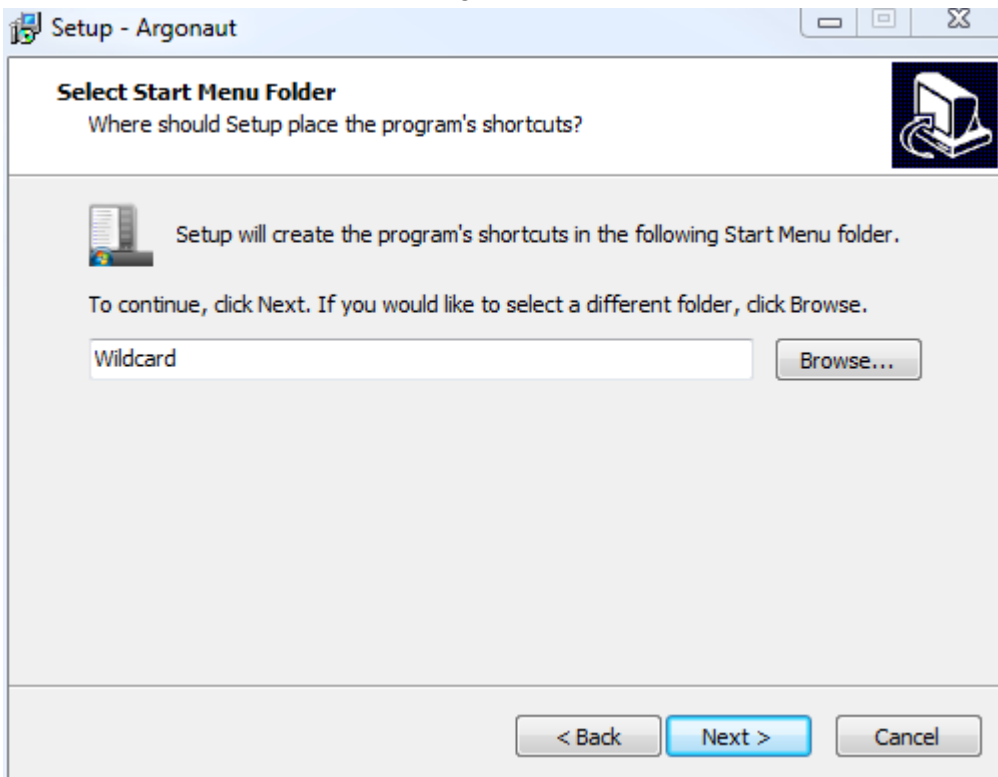 Setup - Argonaut
Select Start Menu Folder
Where should Setup place the program's shortcuts?
Setup will create the program's shortcuts in the following Start Menu folder.
To continue, click Next. If you would like to select a different folder, click Browse.
Wildcard
Browse...
< Back
Next >
Cancel